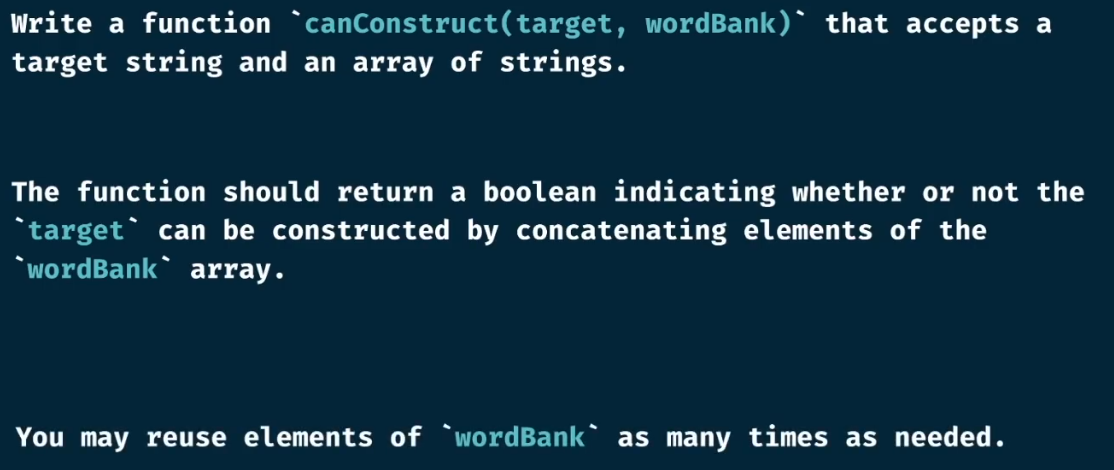 Write a function `canConstruct(target, wordBank)` that accepts a
target string and an array of strings.
The function should return a boolean indicating whether or not the
`target` can be constructed by concatenating elements of the
`wordBank` array.
You may reuse elements of `wordBank` as many times as needed.